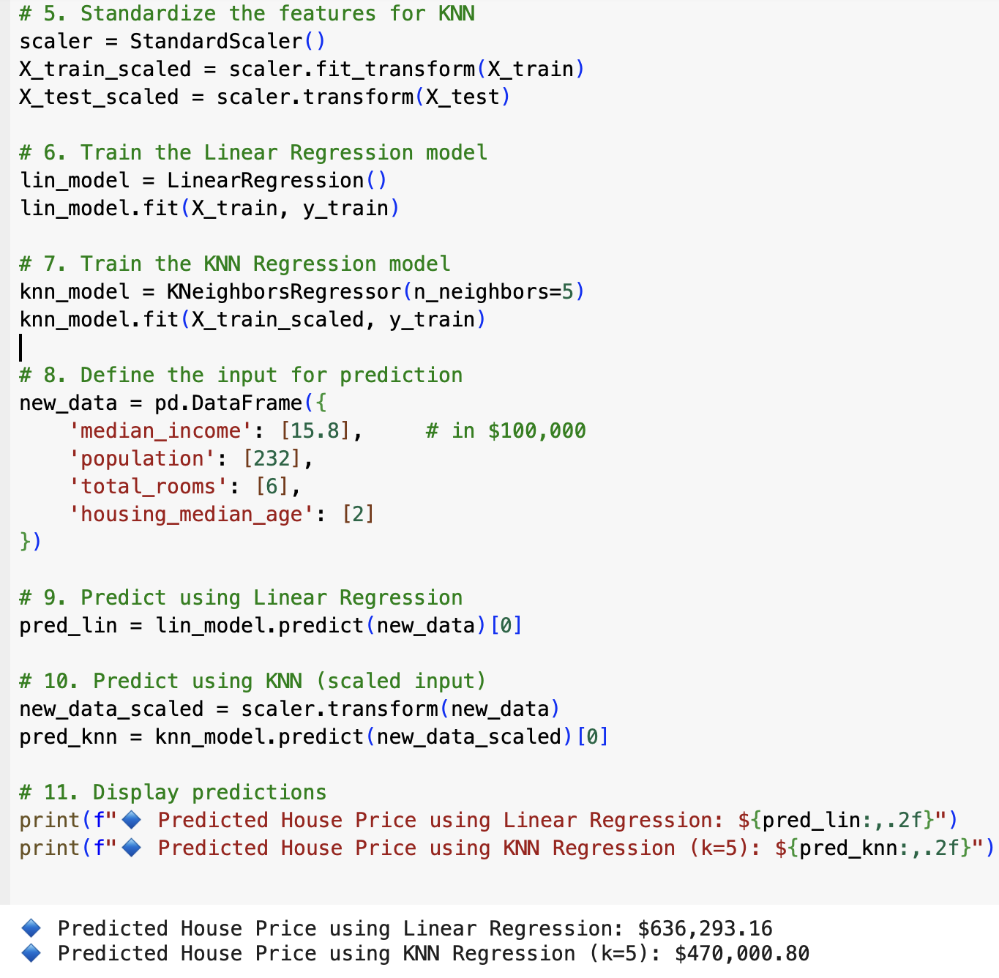 # 5. Standardize the features for KNN
scaler = StandardScaler()
X_train_scaled = scaler.fit_transform(X_train)
X_test_scaled = scaler.transform(X_test)
# 6. Train the Linear Regression model
lin_model = LinearRegression()
lin_model.fit(X_train, y_train)
# 7. Train the KNN Regression model
knn_model = KNeighborsRegressor(n_neighbors=5)
knn_model.fit(X_train_scaled, y_train)
# 8. Define the input for prediction
new_data = pd.DataFrame({
    'median_income': [15.8],     # in $100,000
    'population': [232],
    'total_rooms': [6],
    'housing_median_age': [2]
})
# 9. Predict using Linear Regression
pred_lin = lin_model.predict(new_data)[0]
# 10. Predict using KNN (scaled input)
new_data_scaled = scaler.transform(new_data)
pred_knn = knn_model.predict(new_data_scaled)[0]
# 11. Display predictions
print(f"🔷 Predicted House Price using Linear Regression: ${pred_lin:,.2f}")
print(f"🔷 Predicted House Price using KNN Regression (k=5): ${pred_knn:,.2f}")
🔷 Predicted House Price using Linear Regression: $636,293.16
🔷 Predicted House Price using KNN Regression (k=5): $470,000.80